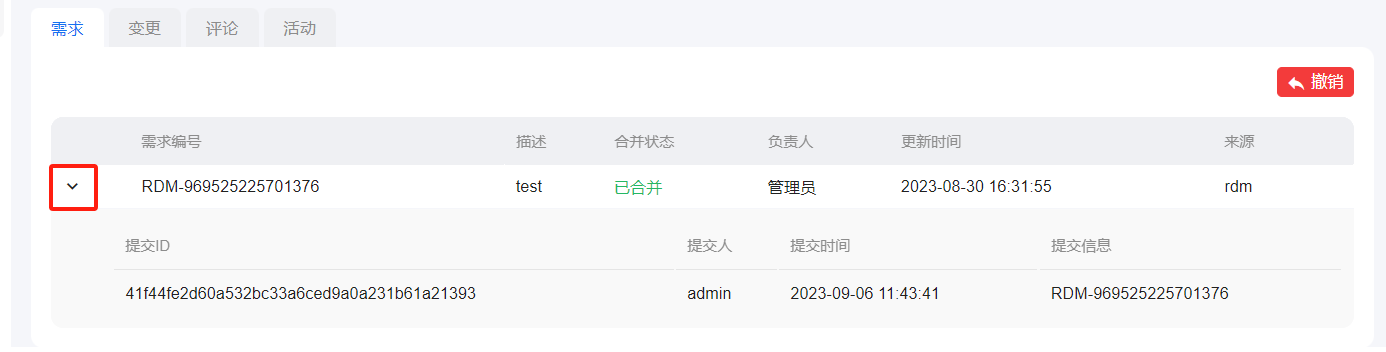 需求 变更 评论 活动
撤销
需求编号 描述 合并状态 负责人 更新时间 来源
RDM-969525225701376 test 已合并 管理员 2023-08-30 16:31:55 rdm
提交ID 提交人 提交时间 提交信息
41f44fe2d60a532bc33a6ced9a0a231b61a21393 admin 2023-09-06 11:43:41 RDM-969525225701376